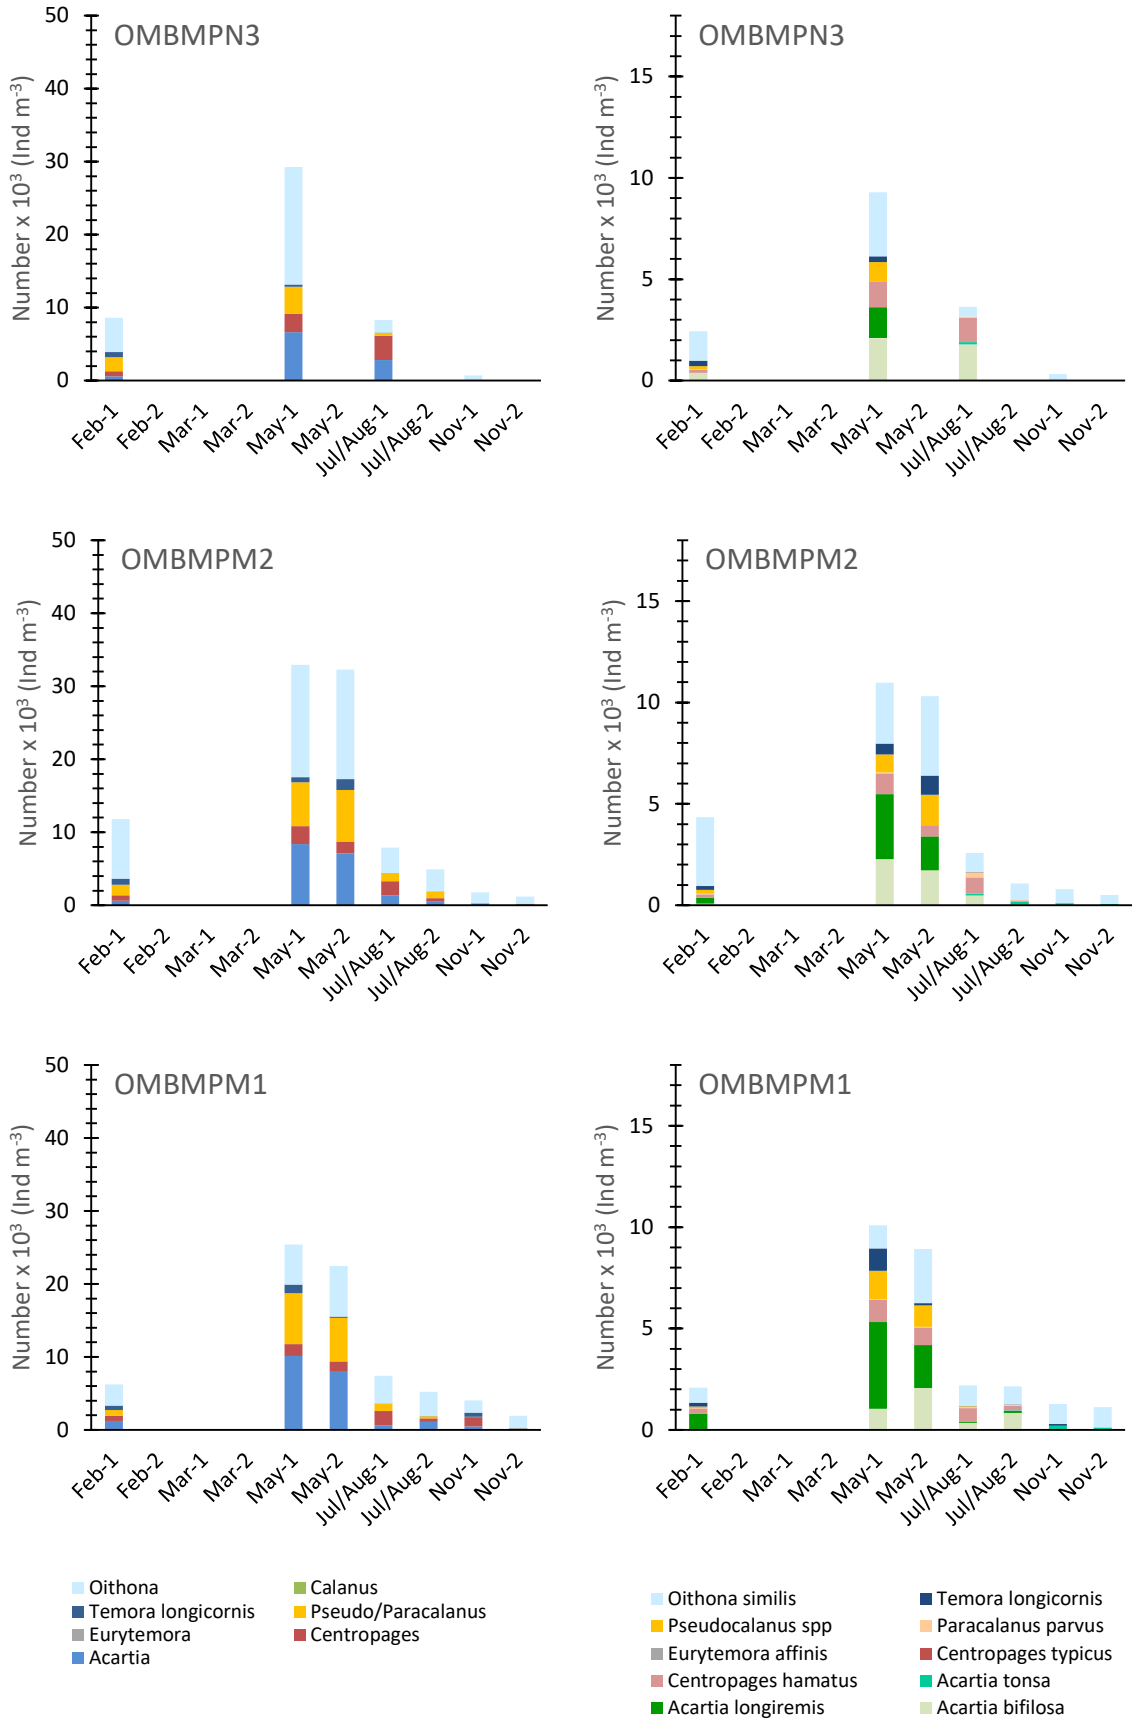 OMBMPN3
Number x 10³ (Ind m⁻³)
50
40
30
20
10
0
Feb-1
Feb-2
Mar-1
Mar-2
May-1
May-2
Jul/Aug-1
Jul/Aug-2
Nov-1
Nov-2
OMBMPN3
Number x 10³ (Ind m⁻³)
15
10
5
0
Feb-1
Feb-2
Mar-1
Mar-2
May-1
May-2
Jul/Aug-1
Jul/Aug-2
Nov-1
Nov-2
OMBMPM2
Number x 10³ (Ind m⁻³)
50
40
30
20
10
0
Feb-1
Feb-2
Mar-1
Mar-2
May-1
May-2
Jul/Aug-1
Jul/Aug-2
Nov-1
Nov-2
OMBMPM2
Number x 10³ (Ind m⁻³)
15
10
5
0
Feb-1
Feb-2
Mar-1
Mar-2
May-1
May-2
Jul/Aug-1
Jul/Aug-2
Nov-1
Nov-2
OMBMPM1
Number x 10³ (Ind m⁻³)
50
40
30
20
10
0
Feb-1
Feb-2
Mar-1
Mar-2
May-1
May-2
Jul/Aug-1
Jul/Aug-2
Nov-1
Nov-2
OMBMPM1
Number x 10³ (Ind m⁻³)
15
10
5
0
Feb-1
Feb-2
Mar-1
Mar-2
May-1
May-2
Jul/Aug-1
Jul/Aug-2
Nov-1
Nov-2
Oithona
Calanus
Temora longicornis
Pseudo/Paracalanus
Eurytemora
Centropages
Acartia
Oithona similis
Temora longicornis
Pseudocalanus spp
Paracalanus parvus
Eurytemora affinis
Centropages typicus
Centropages hamatus
Acartia tonsa
Acartia longiremis
Acartia bifilosa